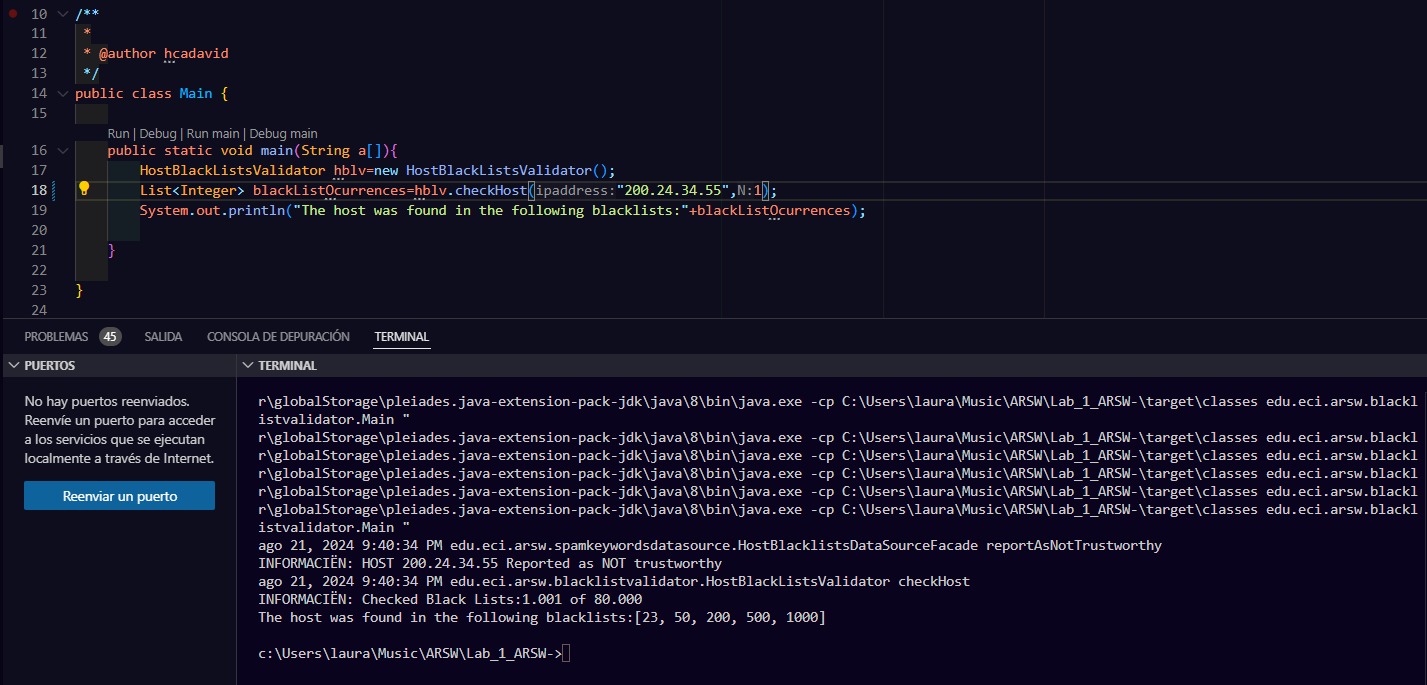 10 /**
11 *
12 * @author hcadavid
13 */
14 public class Main {
15
Run | Debug | Run main | Debug main
16 public static void main(String a[]){
17 HostBlackListsValidator hblv=new HostBlackListsValidator();
18 List<Integer> blackListOcurrences=hblv.checkHost(ipaddress:"200.24.34.55",N:1);
19 System.out.println("The host was found in the following blacklists:"+blackListOcurrences);
20
21 }
22
23 }
24
PROBLEMAS 45 SALIDA CONSOLA DE DEPURACIÓN TERMINAL
PUERTOS
No hay puertos reenviados.
Reenvíe un puerto para acceder
a los servicios que se ejecutan
localmente a través de Internet.
Reenviar un puerto
TERMINAL
r\globalStorage\pleiades.java-extension-pack-jdk\java\8\bin\java.exe -cp C:\Users\laura\Music\ARSW\Lab_1_ARSW-\target\classes edu.eci.arsw.blackl
istvalidator.Main "
r\globalStorage\pleiades.java-extension-pack-jdk\java\8\bin\java.exe -cp C:\Users\laura\Music\ARSW\Lab_1_ARSW-\target\classes edu.eci.arsw.blackl
r\globalStorage\pleiades.java-extension-pack-jdk\java\8\bin\java.exe -cp C:\Users\laura\Music\ARSW\Lab_1_ARSW-\target\classes edu.eci.arsw.blackl
r\globalStorage\pleiades.java-extension-pack-jdk\java\8\bin\java.exe -cp C:\Users\laura\Music\ARSW\Lab_1_ARSW-\target\classes edu.eci.arsw.blackl
r\globalStorage\pleiades.java-extension-pack-jdk\java\8\bin\java.exe -cp C:\Users\laura\Music\ARSW\Lab_1_ARSW-\target\classes edu.eci.arsw.blackl
r\globalStorage\pleiades.java-extension-pack-jdk\java\8\bin\java.exe -cp C:\Users\laura\Music\ARSW\Lab_1_ARSW-\target\classes edu.eci.arsw.blackl
istvalidator.Main "
ago 21, 2024 9:40:34 PM edu.eci.arsw.spamkeywordsdatasource.HostBlacklistsDataSourceFacade reportAsNotTrustworthy
INFORMACIËN: HOST 200.24.34.55 Reported as NOT trustworthy
ago 21, 2024 9:40:34 PM edu.eci.arsw.blacklistvalidator.HostBlackListsValidator checkHost
INFORMACIËN: Checked Black Lists:1.001 of 80.000
The host was found in the following blacklists:[23, 50, 200, 500, 1000]
c:\Users\laura\Music\ARSW\Lab_1_ARSW->